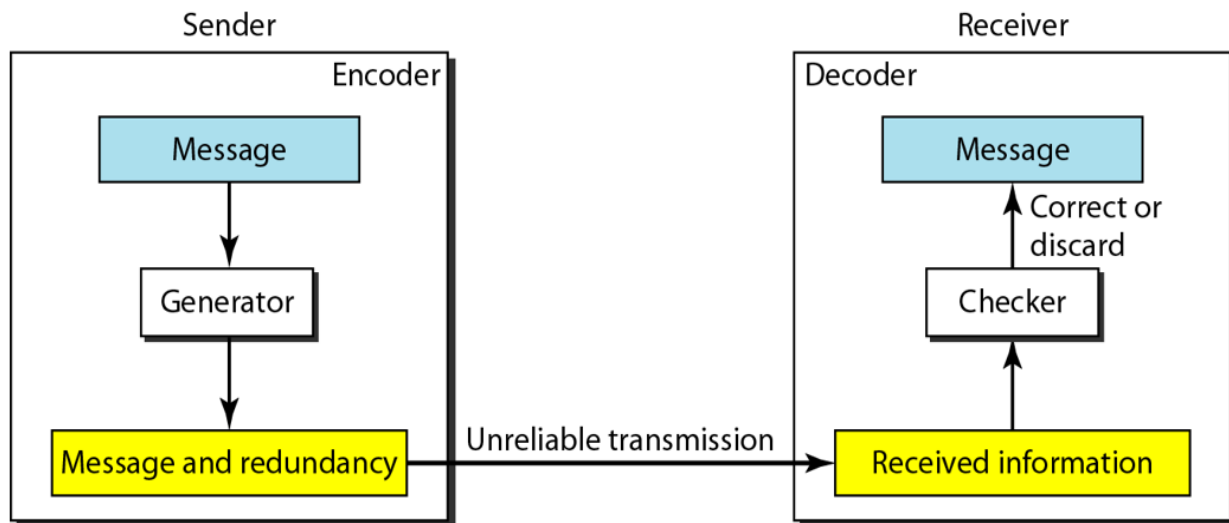 Sender
Receiver
Encoder
Decoder
Message
Message
Correct or
discard
Generator
Checker
Unreliable transmission
Message and redundancy
Received information